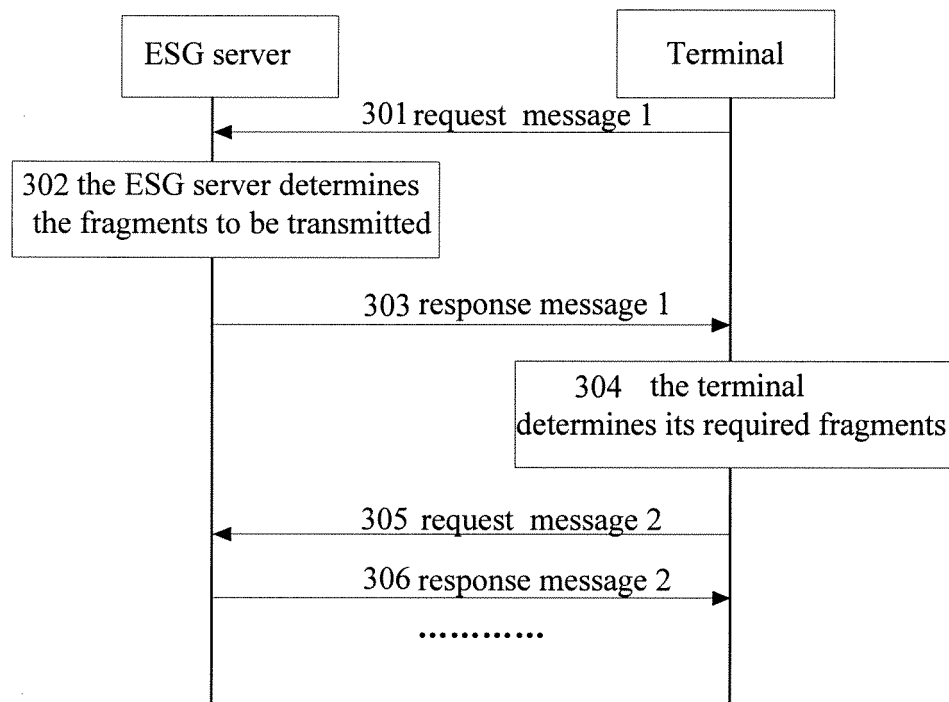 ESG server
Terminal
301 request message 1
302 the ESG server determines
the fragments to be transmitted
303 response message 1
304 the terminal
determines its required fragments
305 request message 2
306 response message 2
............